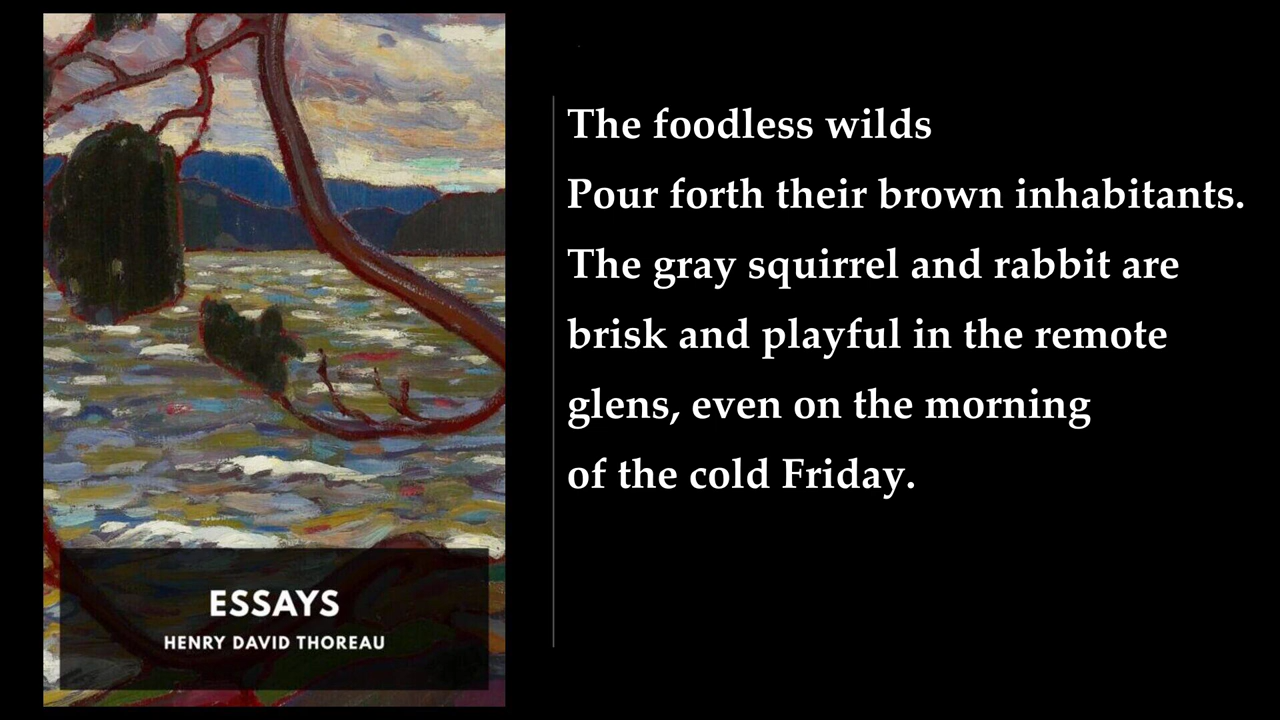 ESSAYS
HENRY DAVID THOREAU
The foodless wilds
Pour forth their brown inhabitants.
The gray squirrel and rabbit are
brisk and playful in the remote
glens, even on the morning
of the cold Friday.